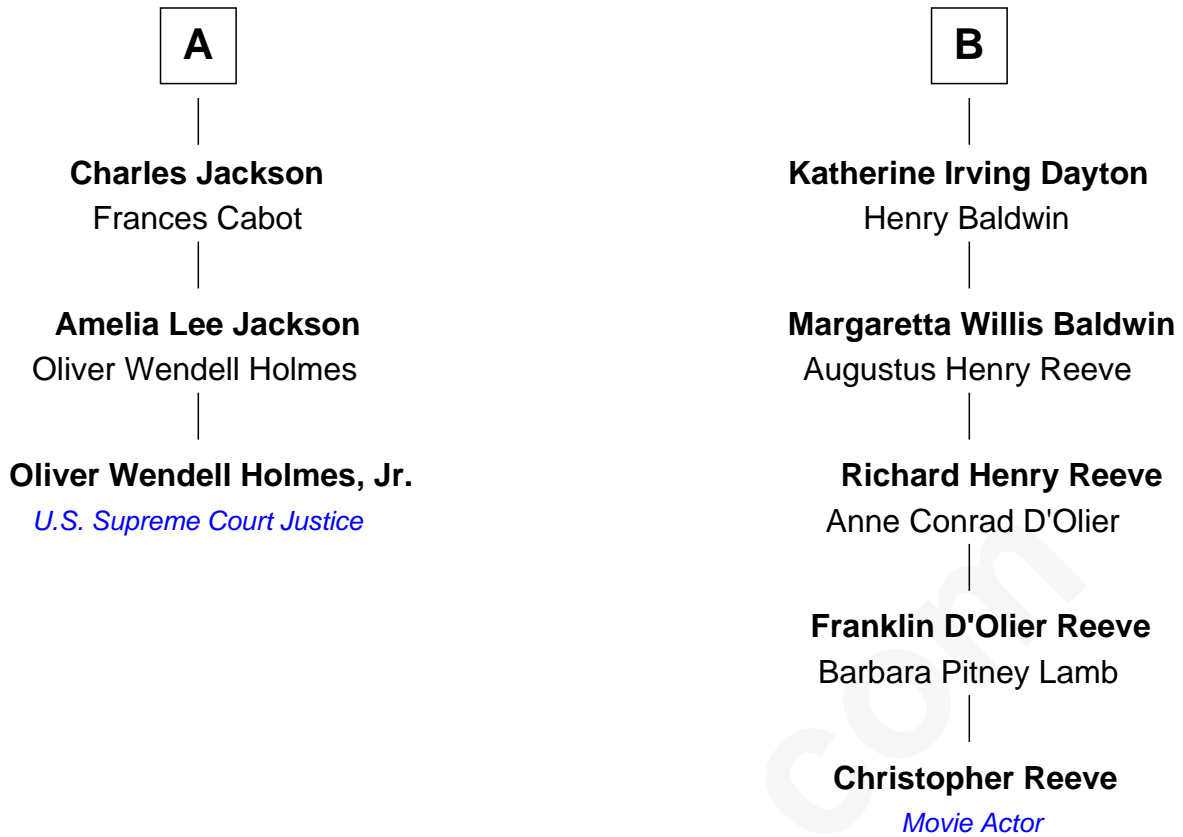 A
Charles Jackson
Frances Cabot
Amelia Lee Jackson
Oliver Wendell Holmes
Oliver Wendell Holmes, Jr.
U.S. Supreme Court Justice
B
Katherine Irving Dayton
Henry Baldwin
Margaretta Willis Baldwin
Augustus Henry Reeve
Richard Henry Reeve
Anne Conrad D'Olier
Franklin D'Olier Reeve
Barbara Pitney Lamb
Christopher Reeve
Movie Actor
com